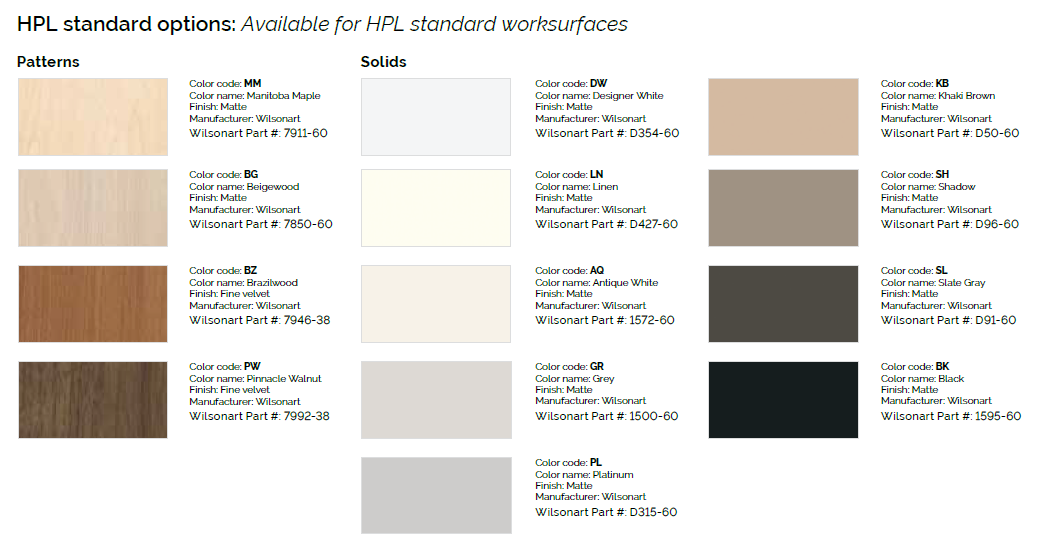 HPL standard options: Available for HPL standard worksurfaces
Patterns
Color code: MM
Color name: Manitoba Maple
Finish: Matte
Manufacturer: Wilsonart
Wilsonart Part #: 7911-60
Color code: BG
Color name: Beigewood
Finish: Matte
Manufacturer: Wilsonart
Wilsonart Part #: 7850-60
Color code: BZ
Color name: Brazilwood
Finish: Fine velvet
Manufacturer: Wilsonart
Wilsonart Part #: 7946-38
Color code: PW
Color name: Pinnacle Walnut
Finish: Fine velvet
Manufacturer: Wilsonart
Wilsonart Part #: 7992-38
Solids
Color code: DW
Color name: Designer White
Finish: Matte
Manufacturer: Wilsonart
Wilsonart Part #: D354-60
Color code: LN
Color name: Linen
Finish: Matte
Manufacturer: Wilsonart
Wilsonart Part #: D427-60
Color code: AQ
Color name: Antique White
Finish: Matte
Manufacturer: Wilsonart
Wilsonart Part #: 1572-60
Color code: GR
Color name: Grey
Finish: Matte
Manufacturer: Wilsonart
Wilsonart Part #: 1500-60
Color code: PL
Color name: Platinum
Finish: Matte
Manufacturer: Wilsonart
Wilsonart Part #: D315-60
Color code: KB
Color name: Khaki Brown
Finish: Matte
Manufacturer: Wilsonart
Wilsonart Part #: D50-60
Color code: SH
Color name: Shadow
Finish: Matte
Manufacturer: Wilsonart
Wilsonart Part #: D96-60
Color code: SL
Color name: Slate Gray
Finish: Matte
Manufacturer: Wilsonart
Wilsonart Part #: D91-60
Color code: BK
Color name: Black
Finish: Matte
Manufacturer: Wilsonart
Wilsonart Part #: 1595-60